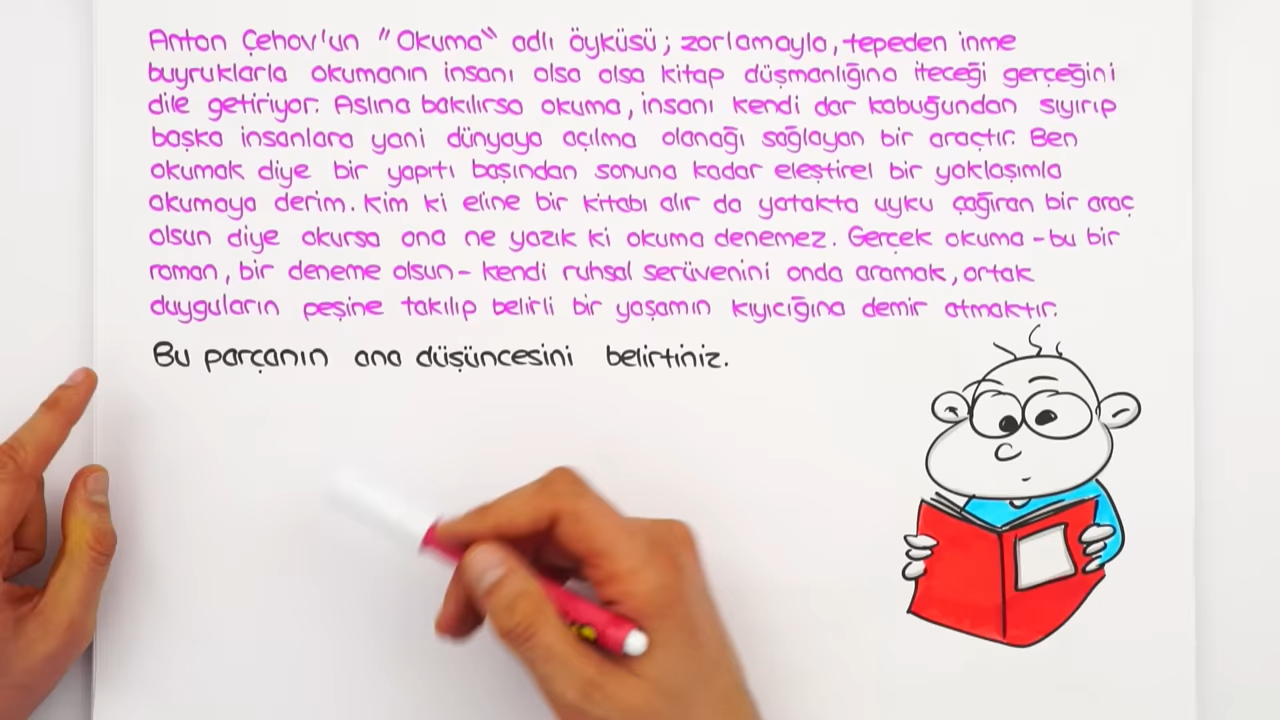 Anton Çehov'un "Okuma" adlı öyküsü; zorlamayla, tepeden inme
buyruklarla okumanın insanı olsa olsa kitap düşmanlığına iteceği gerçeğini
dile getiriyor. Aslına bakılırsa okuma, insanı kendi dar kabuğundan sıyırıp
başka insanlara yani dünyaya açılma olanağı sağlayan bir araçtır. Ben
okumak diye bir yapıtı başından sonuna kadar eleştirel bir yaklaşımla
okumaya derim. Kim ki eline bir kitabı alır da yatakta uyku çağıran bir araç
olsun diye okursa ona ne yazık ki okuma denemez. Gerçek okuma -bu bir
roman, bir deneme olsun- kendi ruhsal serüvenini onda aramak, ortak
duyguların peşine takılıp belirli bir yaşamın kıyıcığına demir atmaktır.
Bu parçanın ana düşüncesini belirtiniz.